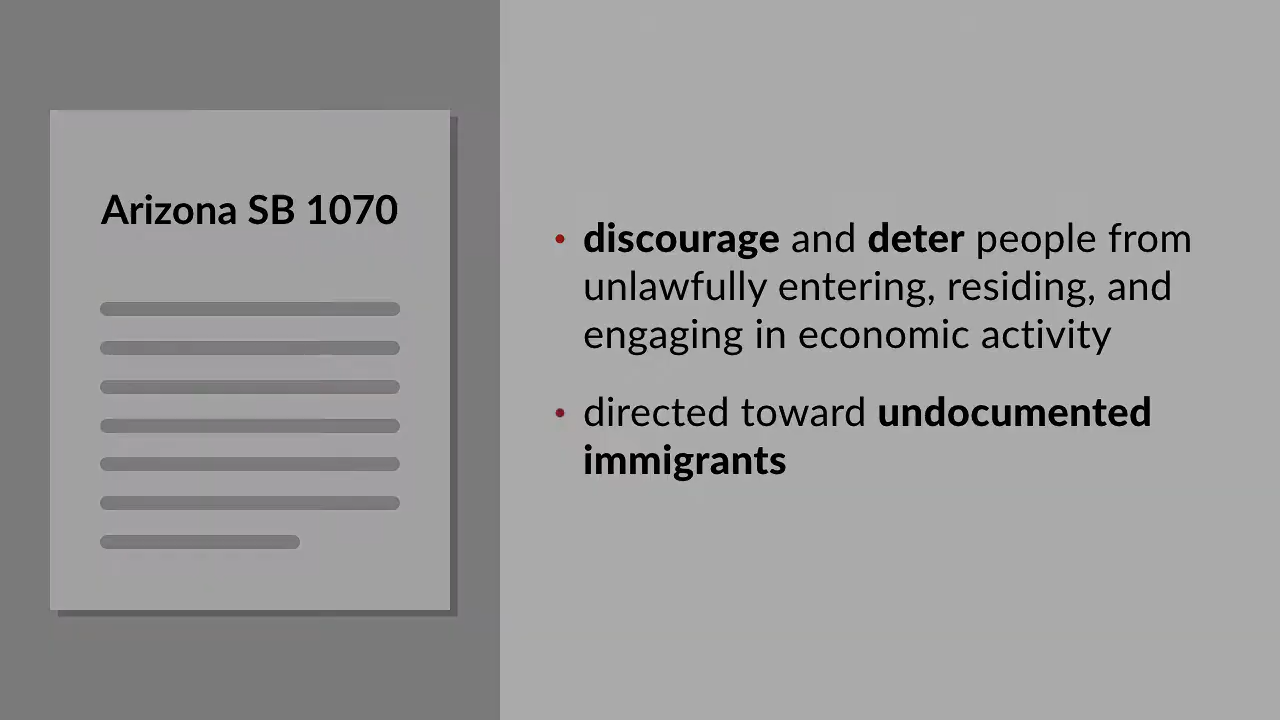 Arizona SB 1070
• discourage and deter people from
unlawfully entering, residing, and
engaging in economic activity
• directed toward undocumented
immigrants